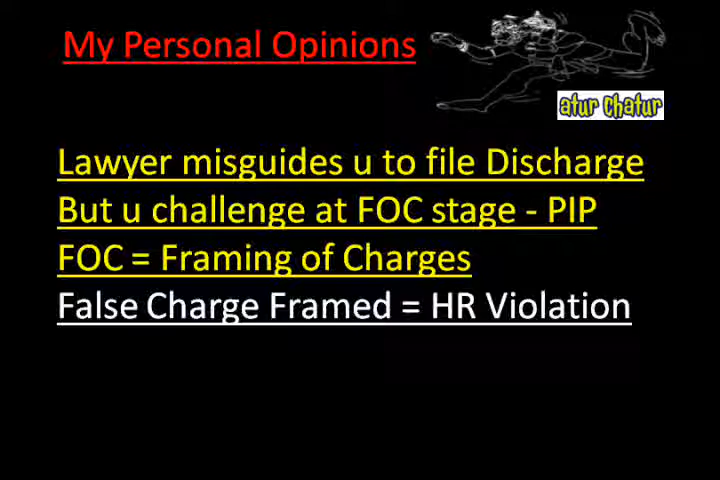 My Personal Opinions
atur chatur
Lawyer misguides u to file Discharge
But u challenge at FOC stage - PIP
FOC = Framing of Charges
False Charge Framed = HR Violation